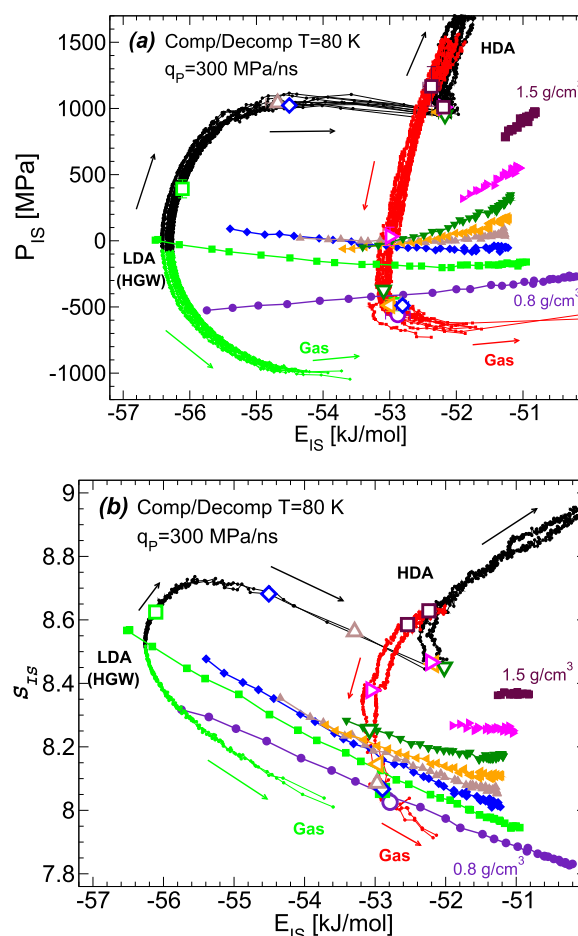 (a) Comp/Decomp T=80 K
q_P=300 MPa/ns
HDA
1.5 g/cm³
LDA
(HGW)
0.8 g/cm³
Gas
Gas
1500
1000
500
0
-500
-1000
P_IS [MPa]
-57 -56 -55 -54 -53 -52 -51
E_IS [kJ/mol]
(b) Comp/Decomp T=80 K
q_P=300 MPa/ns
HDA
LDA
(HGW)
1.5 g/cm³
Gas
Gas
0.8 g/cm³
9
8.8
8.6
8.4
8.2
8
7.8
S_IS
-57 -56 -55 -54 -53 -52 -51
E_IS [kJ/mol]